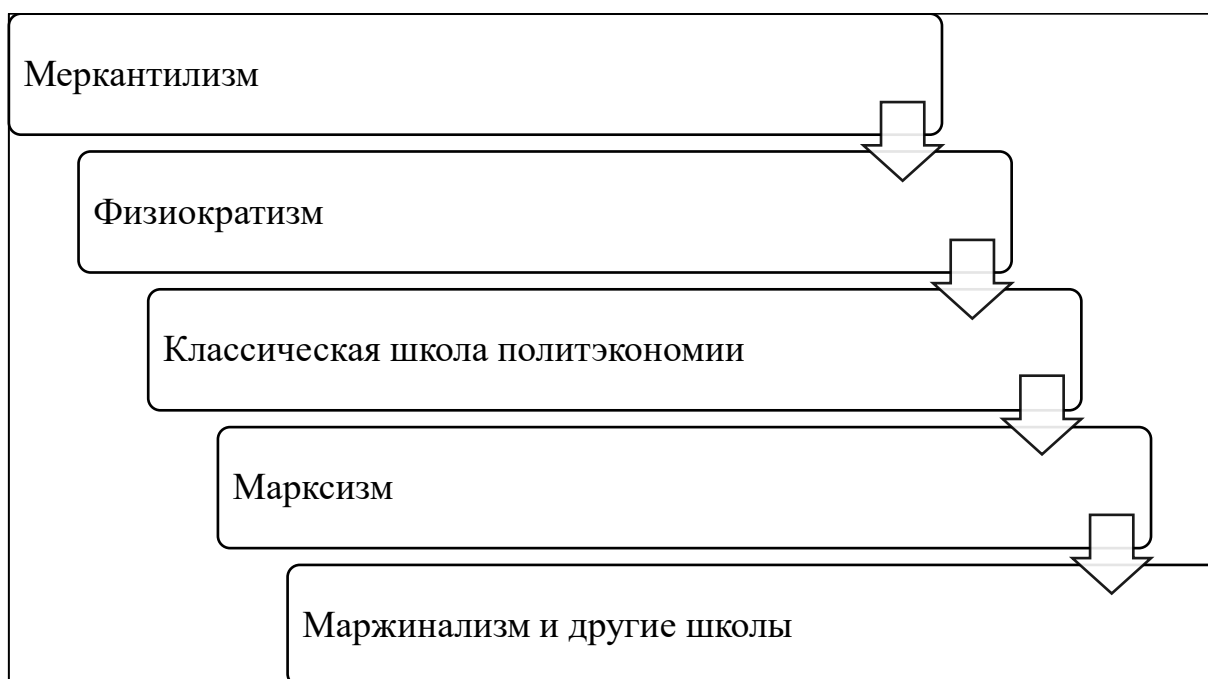 Меркантилизм
Физиократизм
Классическая школа политэкономии
Марксизм
Маржинализм и другие школы